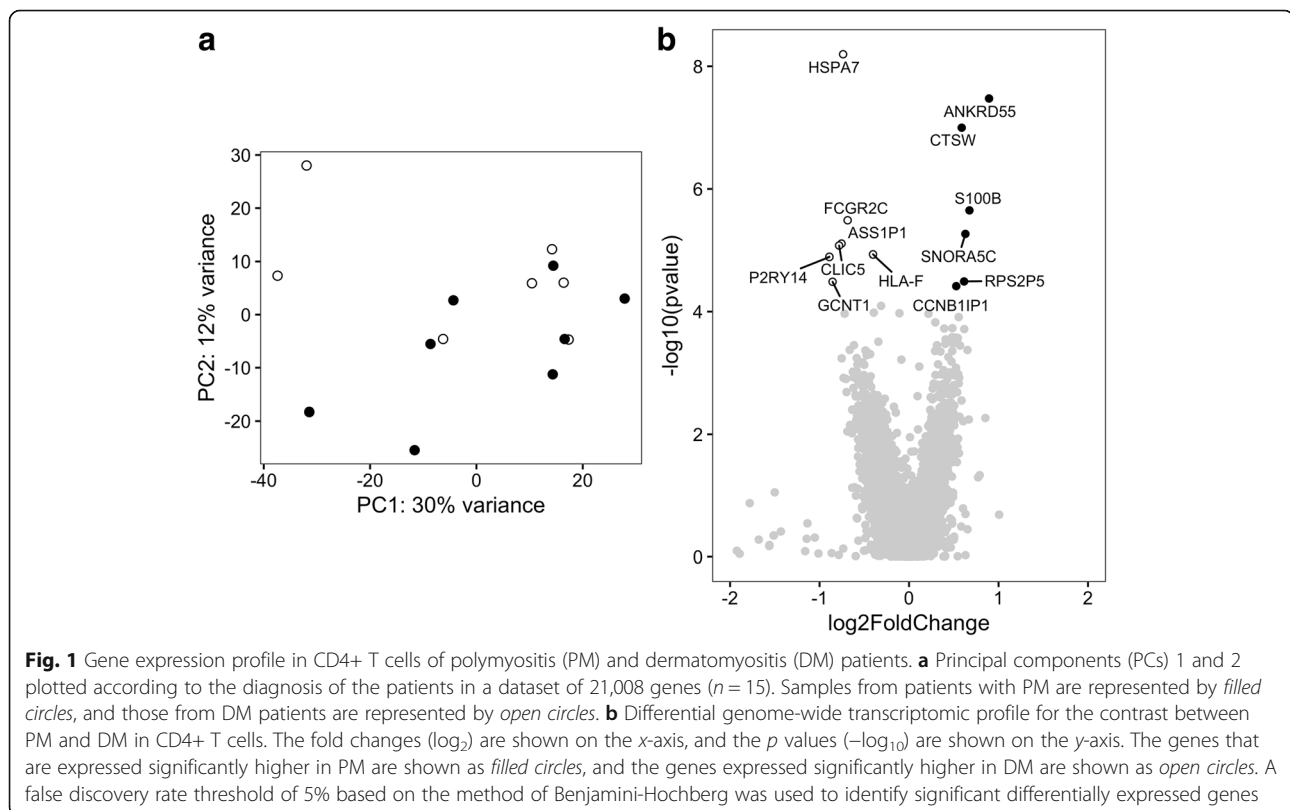 a
30
20
10
0
-10
-20
PC2: 12% variance
-40
-20
0
20
PC1: 30% variance
b
8
6
4
2
0
-log10(pvalue)
HSPA7
ANKRD55
CTSW
S100B
FCGR2C
ASS1P1
SNORA5C
P2RY14
CLIC5
HLA-F
RPS2P5
GCNT1
CCNB1IP1
-2
-1
0
1
2
log2FoldChange
Fig. 1 Gene expression profile in CD4+ T cells of polymyositis (PM) and dermatomyositis (DM) patients. a Principal components (PCs) 1 and 2
plotted according to the diagnosis of the patients in a dataset of 21,008 genes (n = 15). Samples from patients with PM are represented by filled
circles, and those from DM patients are represented by open circles. b Differential genome-wide transcriptomic profile for the contrast between
PM and DM in CD4+ T cells. The fold changes (log₂) are shown on the x-axis, and the p values (−log₁₀) are shown on the y-axis. The genes that
are expressed significantly higher in PM are shown as filled circles, and the genes expressed significantly higher in DM are shown as open circles. A
false discovery rate threshold of 5% based on the method of Benjamini-Hochberg was used to identify significant differentially expressed genes